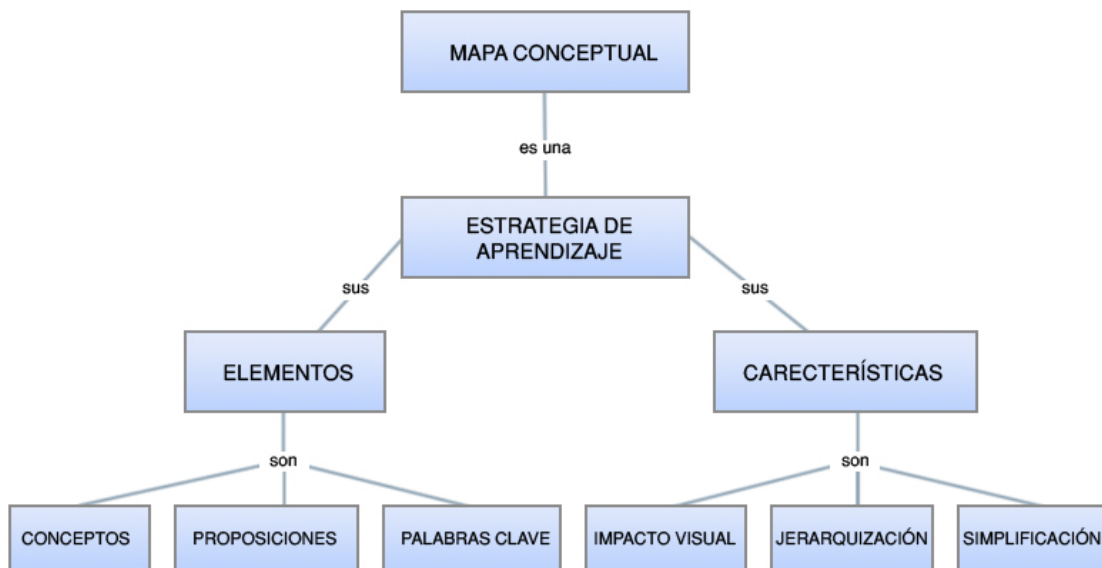 MAPA CONCEPTUAL
es una
ESTRATEGIA DE
APRENDIZAJE
sus
sus
ELEMENTOS
CARECTERÍSTICAS
son
son
CONCEPTOS
PROPOSICIONES
PALABRAS CLAVE
IMPACTO VISUAL
JERARQUIZACIÓN
SIMPLIFICACIÓN